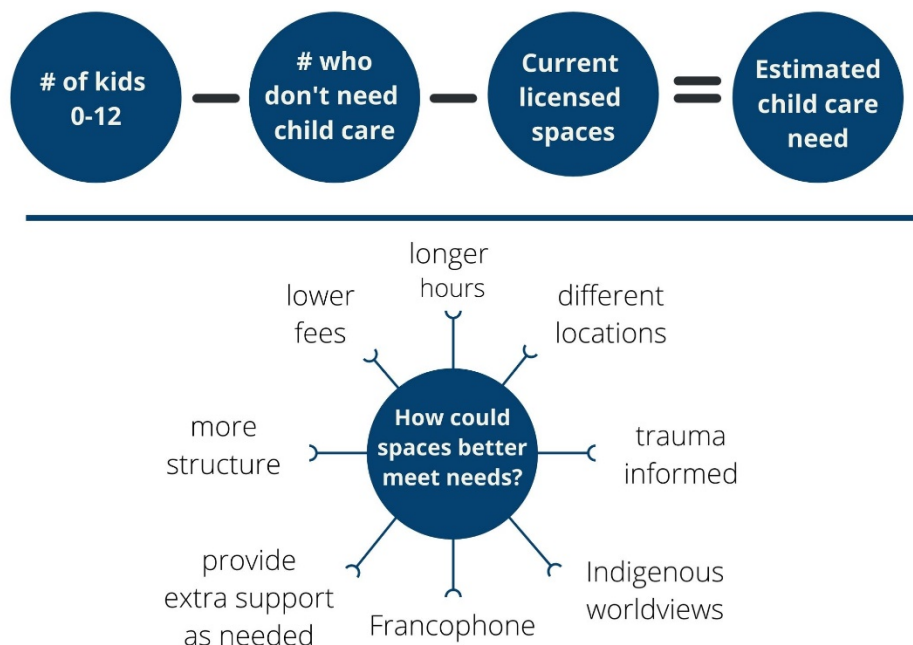 # of kids
0-12
# who
don't need
child care
Current
licensed
spaces
Estimated
child care
need
longer
hours
lower
fees
different
locations
How could
spaces better
meet needs?
more
structure
trauma
informed
provide
extra support
as needed
Francophone
Indigenous
worldviews